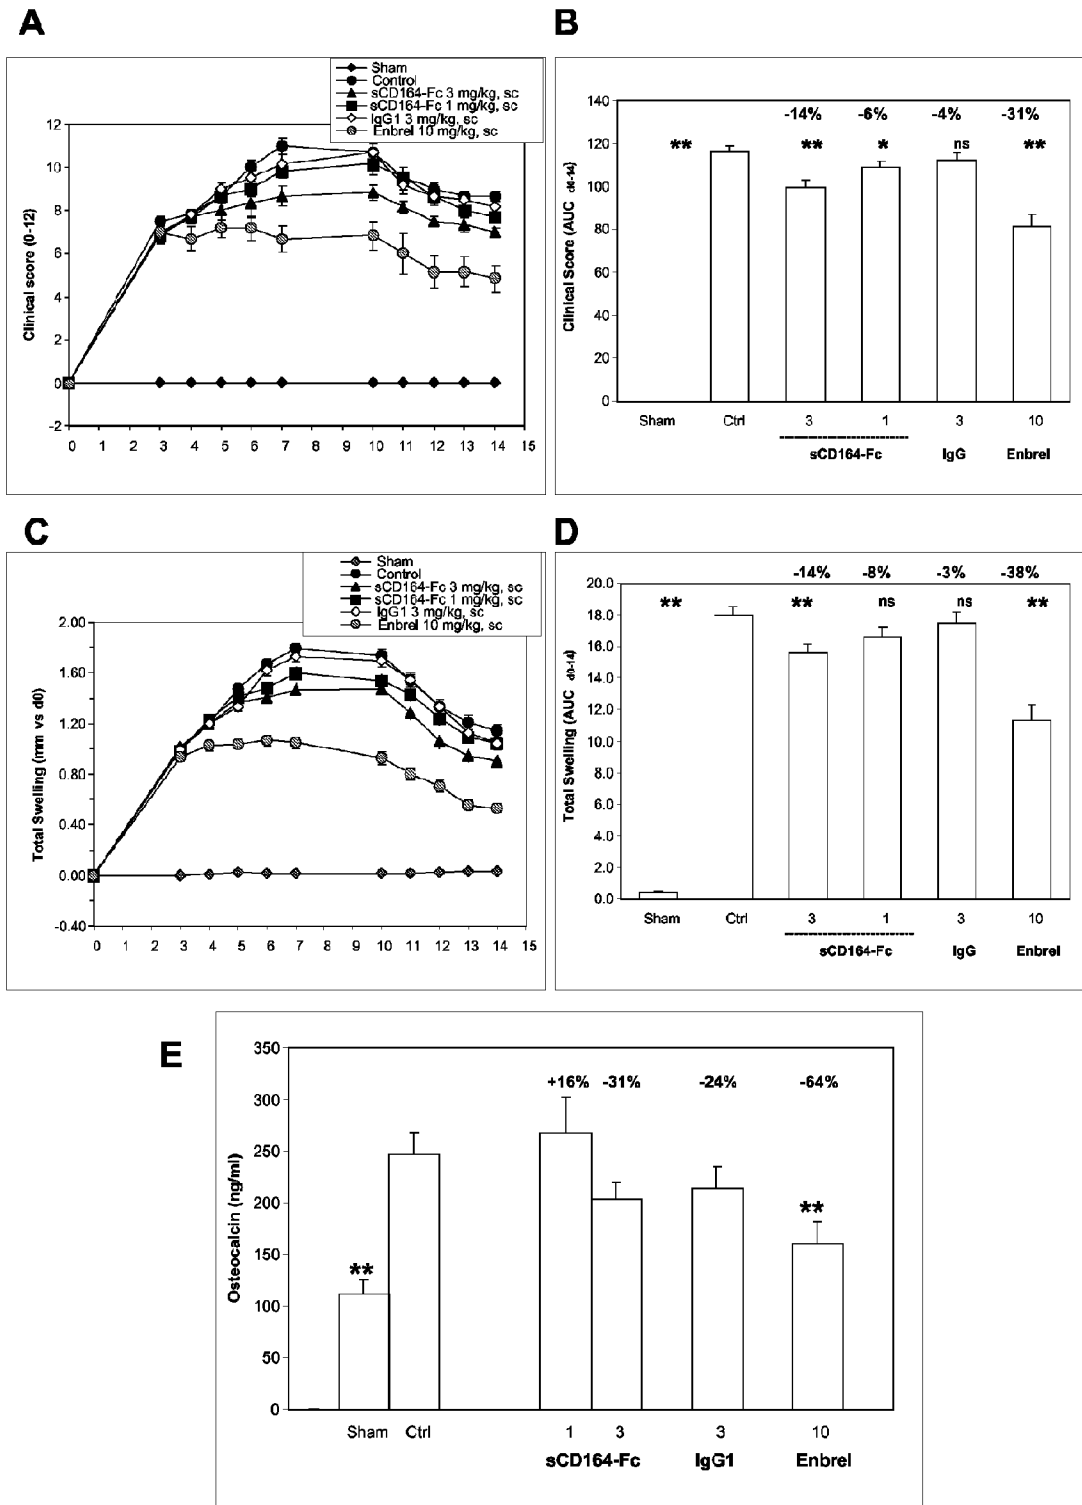 A
Sham
Control
sCD164-Fc 3 mg/kg, sc
sCD164-Fc 1 mg/kg, sc
IgG1 3 mg/kg, sc
Enbrel 10 mg/kg, sc
Clinical score (0-12)
12
10
8
6
4
2
0
-2
0 1 2 3 4 5 6 7 8 9 10 11 12 13 14 15
B
Clinical Score (AUC d0-14)
140
120
100
80
60
40
20
0
-14% -6% -4% -31%
** ** * ns **
Sham Ctrl 3 1 3 10
sCD164-Fc IgG Enbrel
C
Sham
Control
sCD164-Fc 3 mg/kg, sc
sCD164-Fc 1 mg/kg, sc
IgG1 3 mg/kg, sc
Enbrel 10 mg/kg, sc
Total Swelling (mm vs d0)
2.00
1.60
1.20
0.80
0.40
0.00
-0.40
0 1 2 3 4 5 6 7 8 9 10 11 12 13 14 15
D
Total Swelling (AUC d0-14)
20.0
18.0
16.0
14.0
12.0
10.0
8.0
6.0
4.0
2.0
0.0
-14% -8% -3% -38%
** ** ns ns **
Sham Ctrl 3 1 3 10
sCD164-Fc IgG Enbrel
E
Osteocalcin (ng/ml)
350
300
250
200
150
100
50
0
+16% -31% -24% -64%
** **
Sham Ctrl 1 3 3 10
sCD164-Fc IgG1 Enbrel